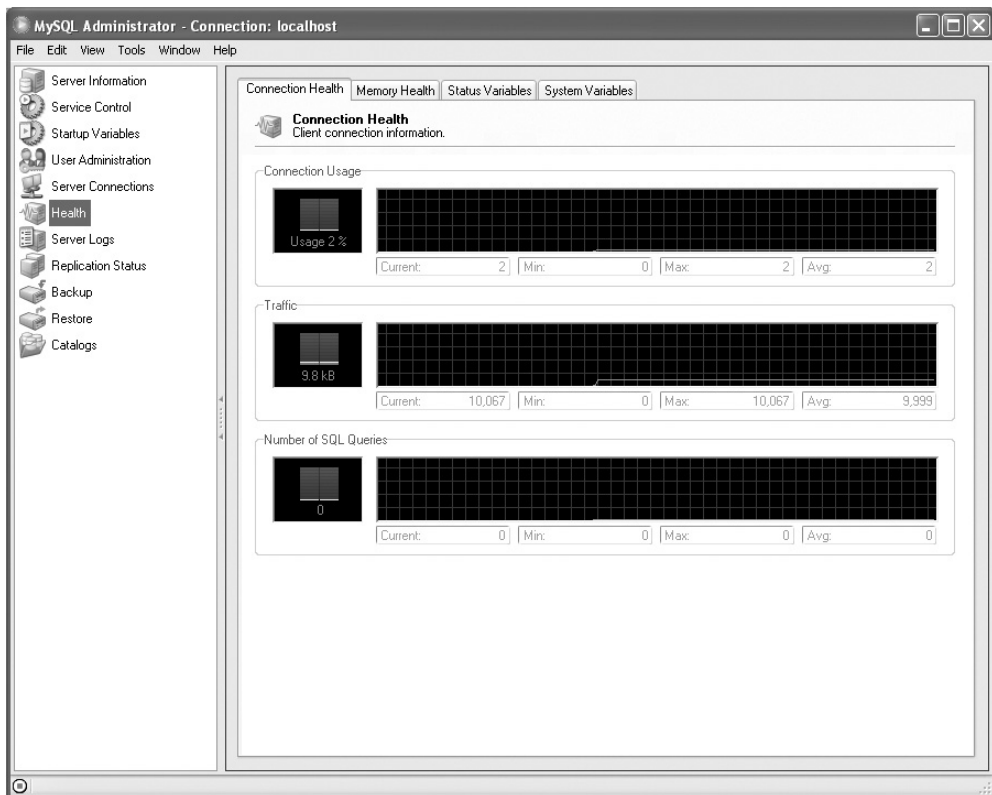 MySQL Administrator - Connection: localhost
File Edit View Tools Window Help
Server Information
Service Control
Startup Variables
User Administration
Server Connections
Health
Server Logs
Replication Status
Backup
Restore
Catalogs
Connection Health Memory Health Status Variables System Variables
Connection Health
Client connection information.
Connection Usage
Usage 2 %
Current: 2 Min: 0 Max: 2 Avg: 2
Traffic
9.8 kB
Current: 10,067 Min: 0 Max: 10,067 Avg: 9,999
Number of SQL Queries
0
Current: 0 Min: 0 Max: 0 Avg: 0